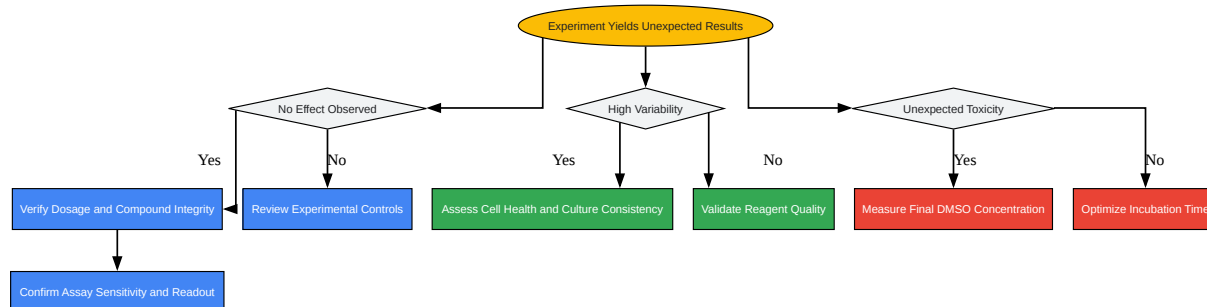 Experiment Yields Unexpected Results
No Effect Observed
High Variability
Unexpected Toxicity
Yes
No
Yes
No
Yes
No
Verify Dosage and Compound Integrity
Review Experimental Controls
Assess Cell Health and Culture Consistency
Validate Reagent Quality
Measure Final DMSO Concentration
Optimize Incubation Time
Confirm Assay Sensitivity and Readout